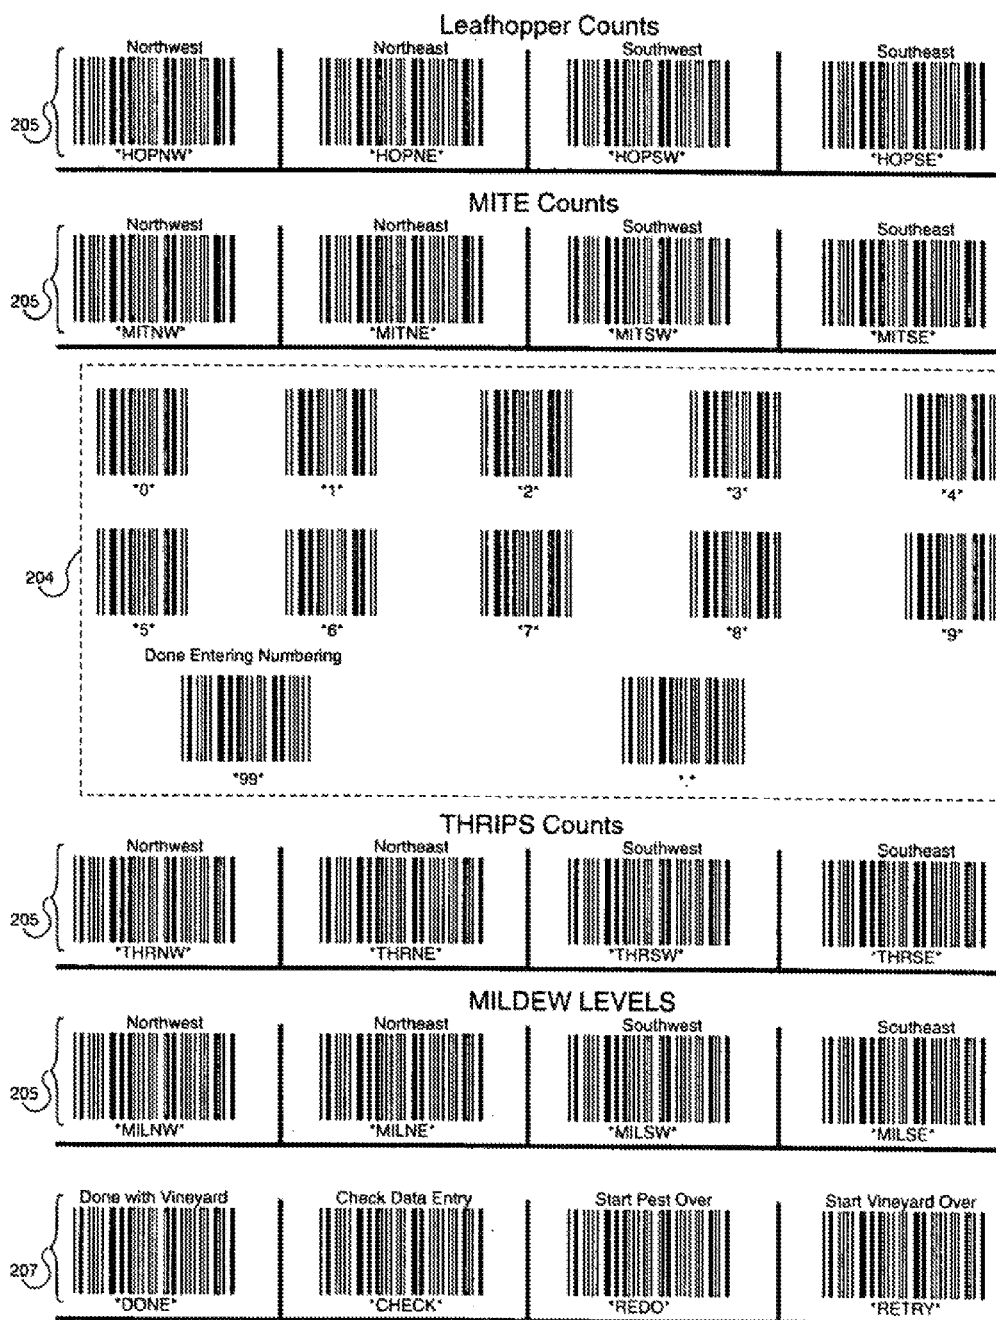 Leafhopper Counts
Northwest Northeast Southwest Southeast
205
*HOPNW* *HOPNE* *HOPSW* *HOPSE*
MITE Counts
Northwest Northeast Southwest Southeast
205
*MITNW* *MITNE* *MITSW* *MITSE*
*0* *1* *2* *3* *4*
204
*5* *6* *7* *8* *9*
Done Entering Numbering
*99* *.*
THRIPS Counts
Northwest Northeast Southwest Southeast
205
*THRNW* *THRNE* *THRSW* *THRSE*
MILDEW LEVELS
Northwest Northeast Southwest Southeast
205
*MILNW* *MILNE* *MILSW* *MILSE*
Done with Vineyard Check Data Entry Start Pest Over Start Vineyard Over
207
*DONE* *CHECK* *REDO* *RETRY*